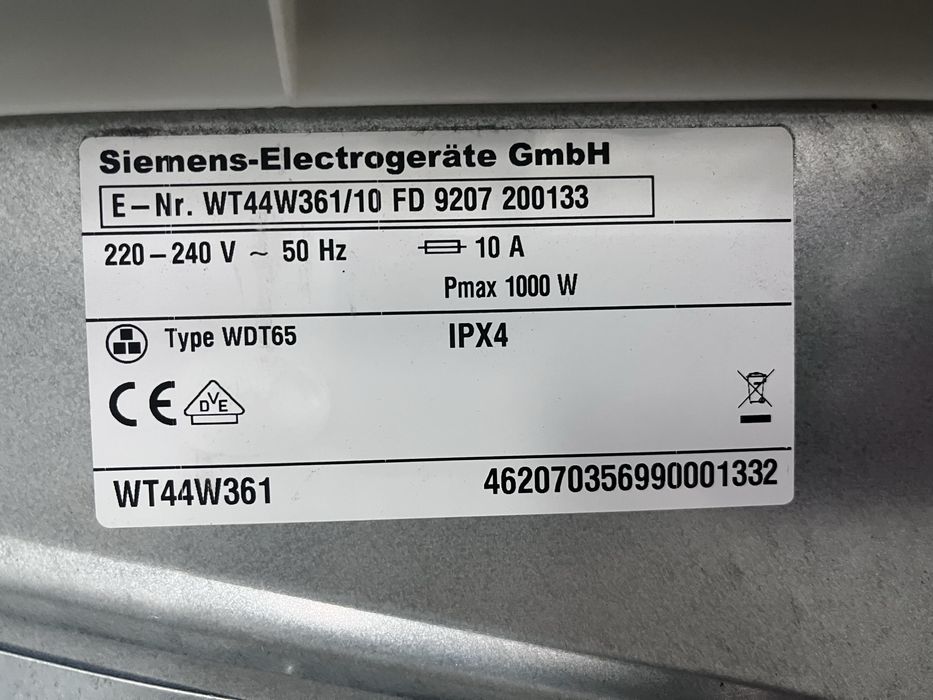 Siemens-Electrogeräte GmbH
E-Nr. WT44W361/10 FD 9207 200133
220-240 V ~ 50 Hz 10 A
Pmax 1000 W
Type WDT65 IPX4
CE DVE
WT44W361 462070356990001332